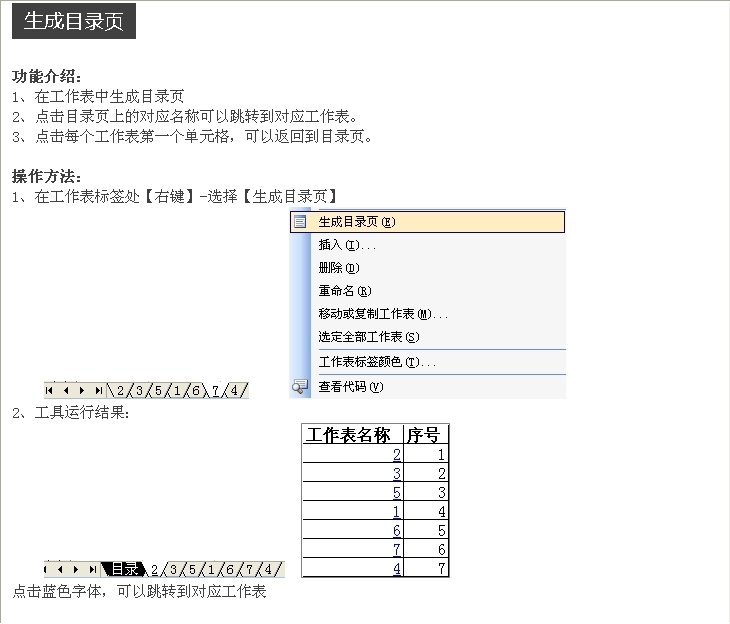 生成目录页
功能介绍：
1、在工作表中生成目录页
2、点击目录页上的对应名称可以跳转到对应工作表。
3、点击每个工作表第一个单元格，可以返回到目录页。
操作方法：
1、在工作表标签处【右键】-选择【生成目录页】
生成目录页(E)
插入(I)...
删除(D)
重命名(R)
移动或复制工作表(M)...
选定全部工作表(S)
工作表标签颜色(T)...
查看代码(V)
2/3/5/1/6/7/4/
2、工具运行结果：
工作表名称 序号
2 1
3 2
5 3
1 4
6 5
7 6
4 7
目录 2/3/5/1/6/7/4/
点击蓝色字体，可以跳转到对应工作表